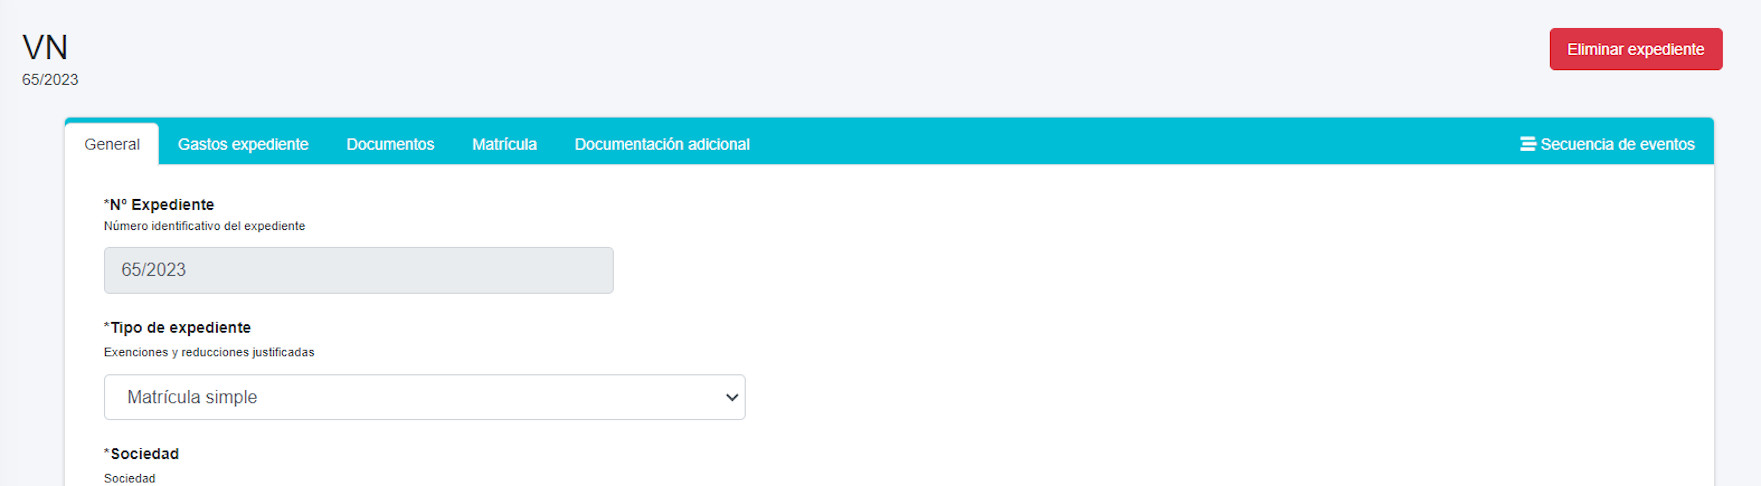 VN
65/2023
Eliminar expediente
General
Gastos expediente
Documentos
Matrícula
Documentación adicional
Secuencia de eventos
*Nº Expediente
Número identificativo del expediente
65/2023
*Tipo de expediente
Exenciones y reducciones justificadas
Matrícula simple
*Sociedad
Sociedad